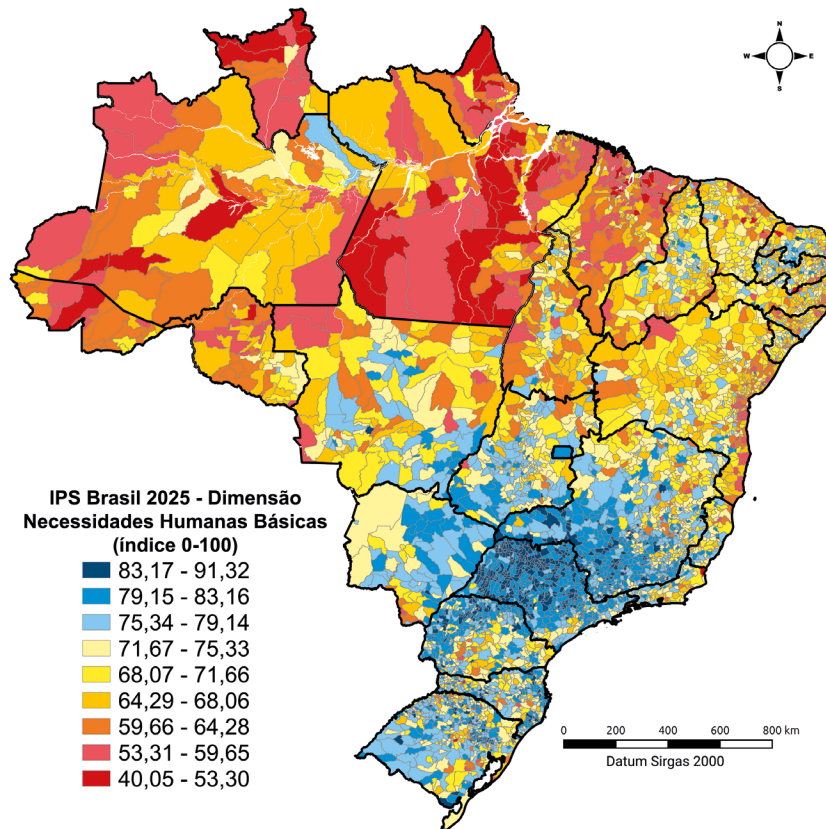 N
W E
S
IPS Brasil 2025 - Dimensão
Necessidades Humanas Básicas
(índice 0-100)
83,17 - 91,32
79,15 - 83,16
75,34 - 79,14
71,67 - 75,33
68,07 - 71,66
64,29 - 68,06
59,66 - 64,28
53,31 - 59,65
40,05 - 53,30
0 200 400 600 800 km
Datum Sirgas 2000